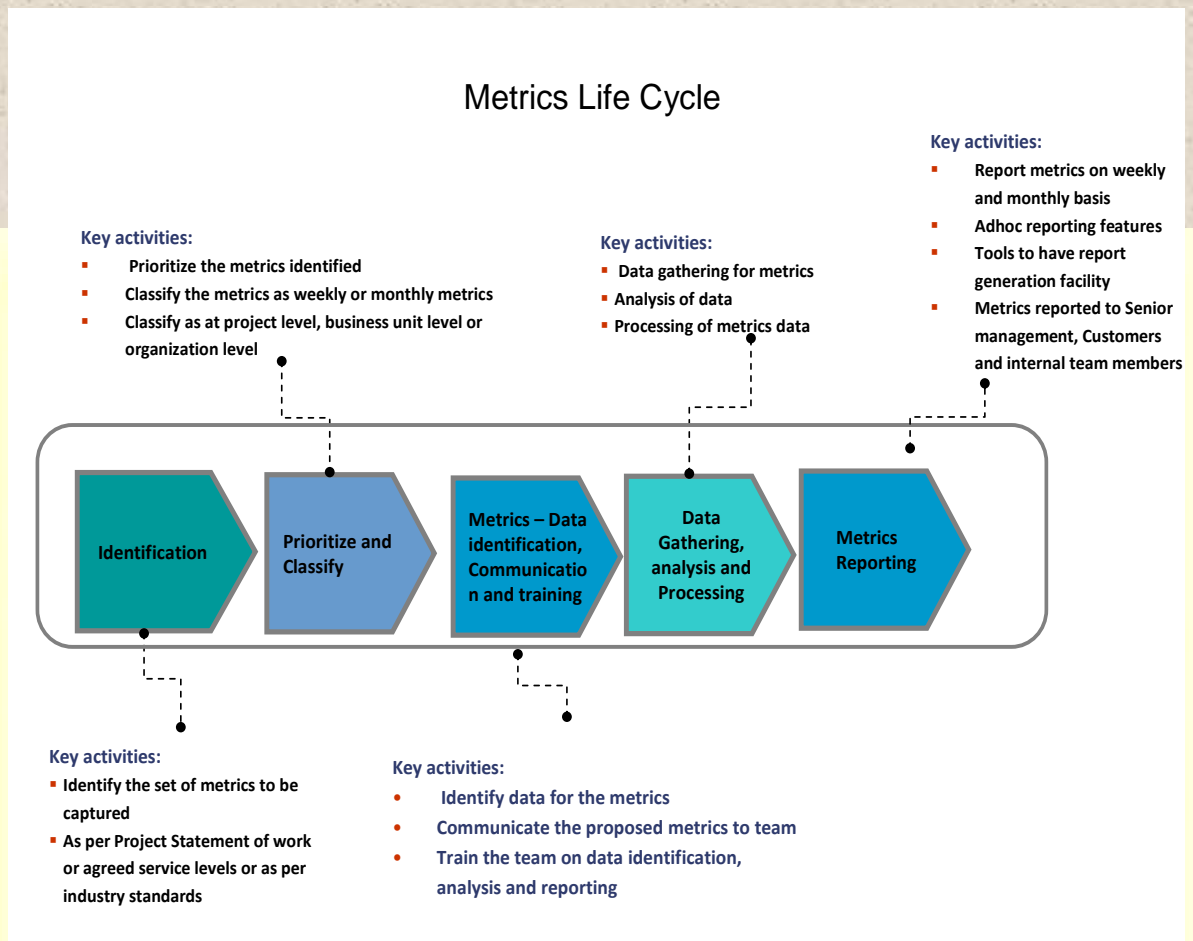 Metrics Life Cycle
Key activities:
▪ Report metrics on weekly
and monthly basis
▪ Adhoc reporting features
▪ Tools to have report
generation facility
▪ Metrics reported to Senior
management, Customers
and internal team members
Key activities:
▪ Prioritize the metrics identified
▪ Classify the metrics as weekly or monthly metrics
▪ Classify as at project level, business unit level or
organization level
Key activities:
▪ Data gathering for metrics
▪ Analysis of data
▪ Processing of metrics data
Identification
Prioritize and
Classify
Metrics – Data
identification,
Communicatio
n and training
Data
Gathering,
analysis and
Processing
Metrics
Reporting
Key activities:
▪ Identify the set of metrics to be
captured
▪ As per Project Statement of work
or agreed service levels or as per
industry standards
Key activities:
• Identify data for the metrics
• Communicate the proposed metrics to team
• Train the team on data identification,
analysis and reporting